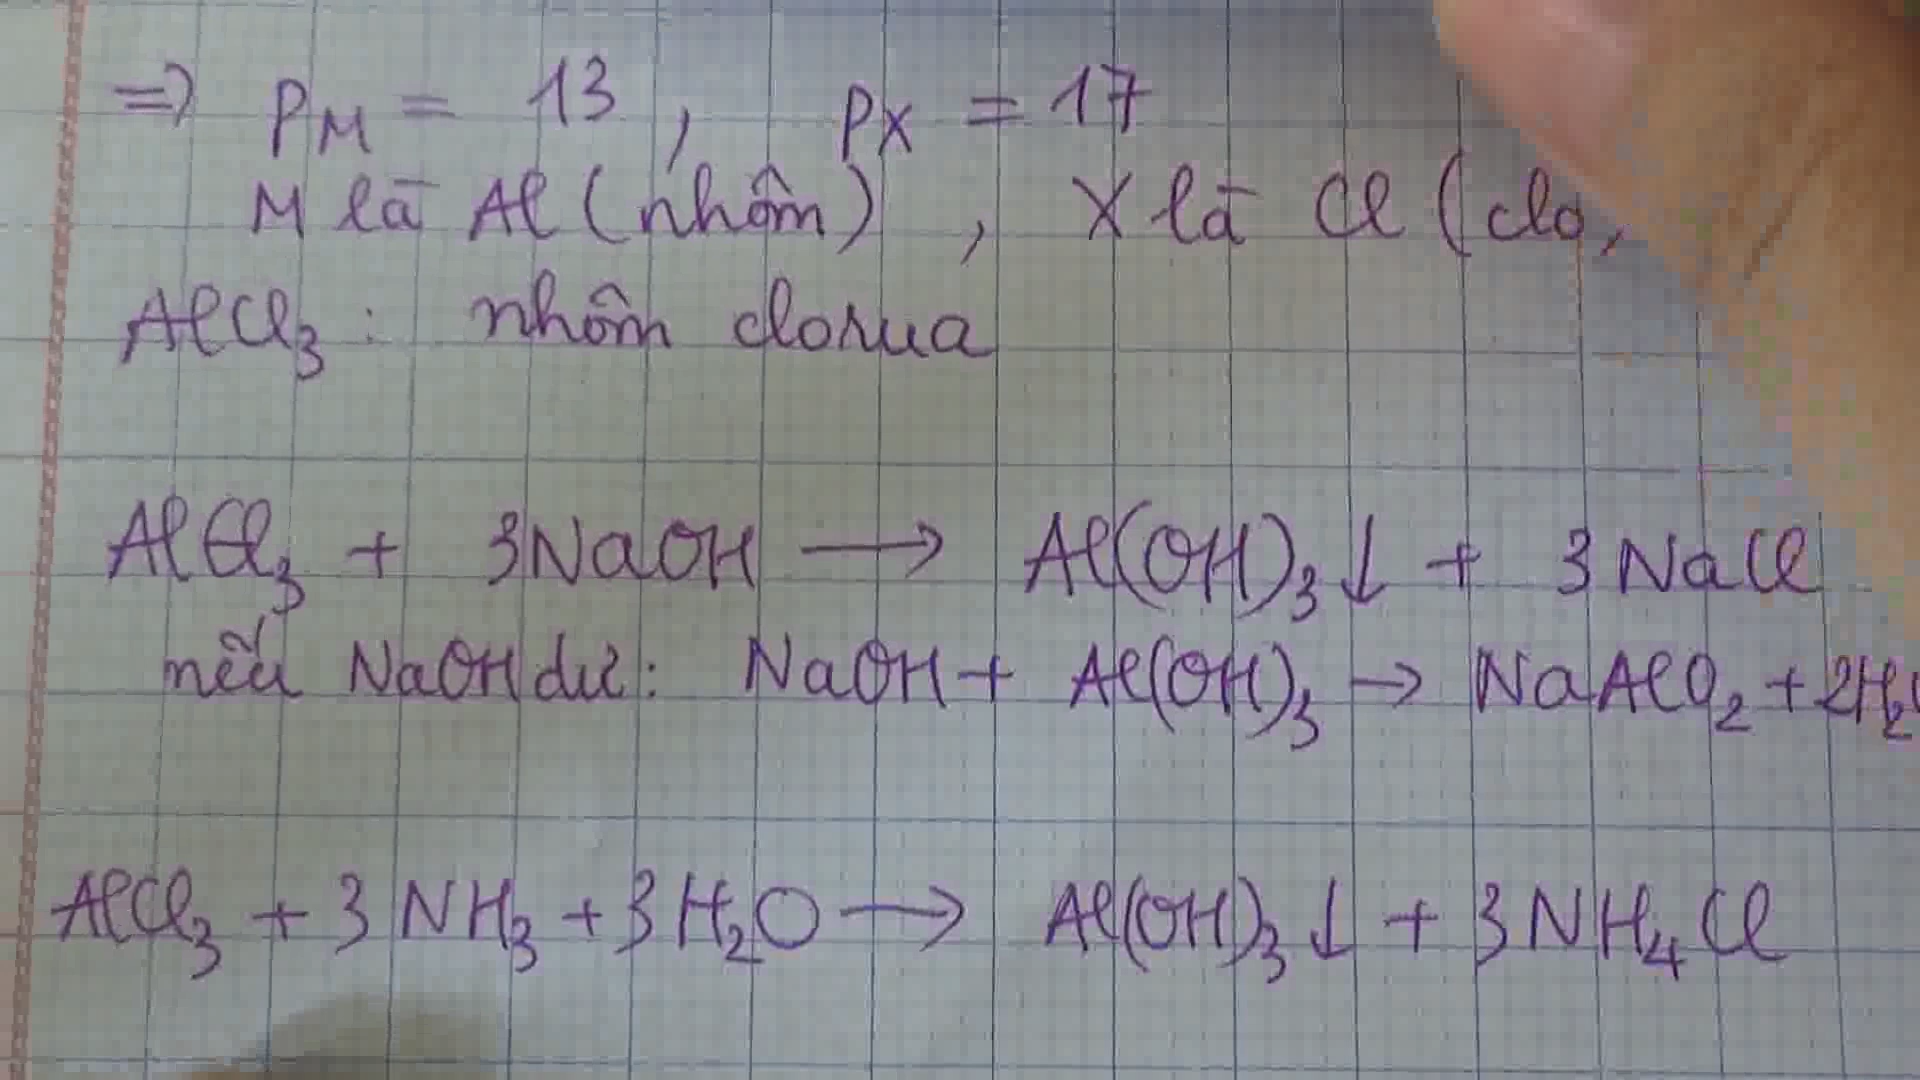 => PM = 13 , PX = 17
M là Al (nhôm) , X là Cl (clo
AlCl₃ : nhôm clorua
AlCl₃ + 3NaOH → Al(OH)₃↓ + 3NaCl
nếu NaOH dư: NaOH + Al(OH)₃ → NaAlO₂ + 2H₂O
AlCl₃ + 3NH₃ + 3H₂O → Al(OH)₃↓ + 3NH₄Cl